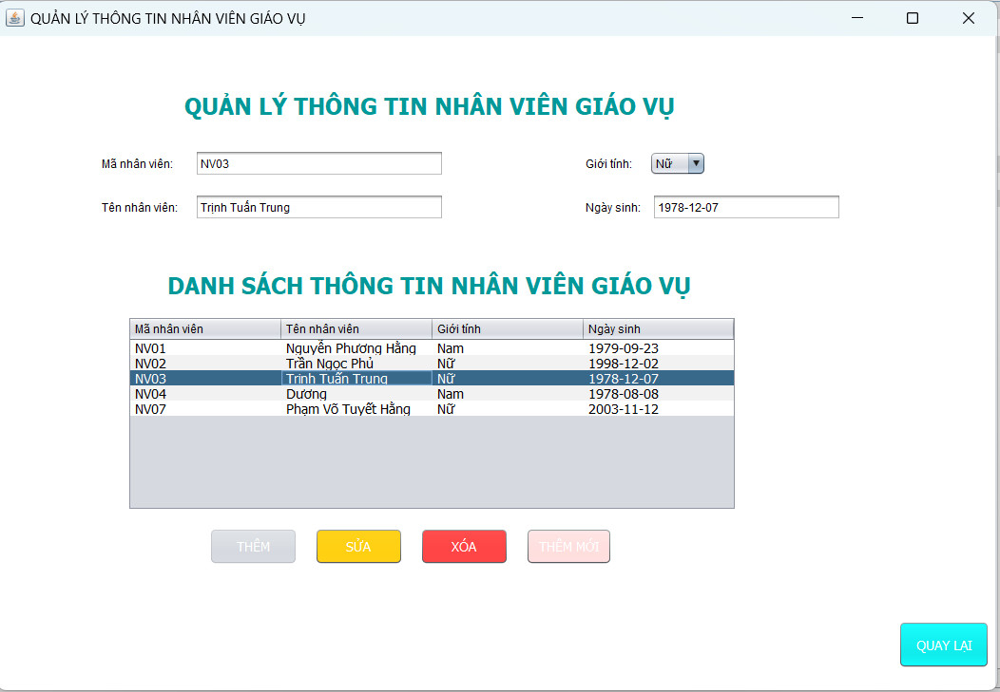 QUẢN LÝ THÔNG TIN NHÂN VIÊN GIÁO VỤ
QUẢN LÝ THÔNG TIN NHÂN VIÊN GIÁO VỤ
Mã nhân viên: NV03 Giới tính: Nữ
Tên nhân viên: Trịnh Tuấn Trung Ngày sinh: 1978-12-07
DANH SÁCH THÔNG TIN NHÂN VIÊN GIÁO VỤ
Mã nhân viên Tên nhân viên Giới tính Ngày sinh
NV01 Nguyễn Phương Hằng Nam 1979-09-23
NV02 Trần Ngọc Phủ Nữ 1998-12-02
NV03 Trịnh Tuấn Trung Nữ 1978-12-07
NV04 Dương Nam 1978-08-08
NV07 Phạm Võ Tuyết Hằng Nữ 2003-11-12
THÊM SỬA XÓA THÊM MỚI
QUAY LẠI